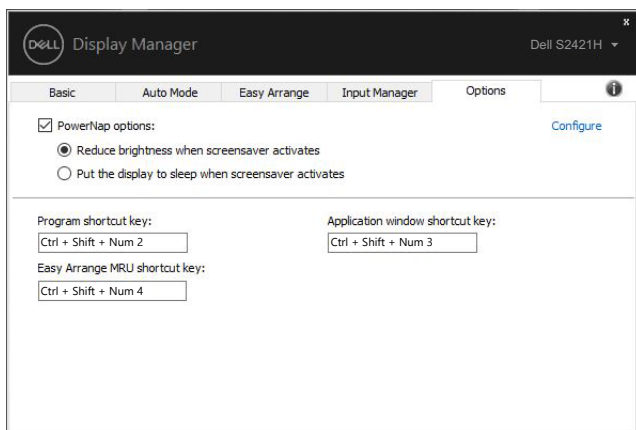 x
DELL Display Manager Dell S2421H
Basic Auto Mode Easy Arrange Input Manager Options
PowerNap options: Configure
Reduce brightness when screensaver activates
Put the display to sleep when screensaver activates
Program shortcut key: Application window shortcut key:
Ctrl + Shift + Num 2 Ctrl + Shift + Num 3
Easy Arrange MRU shortcut key:
Ctrl + Shift + Num 4